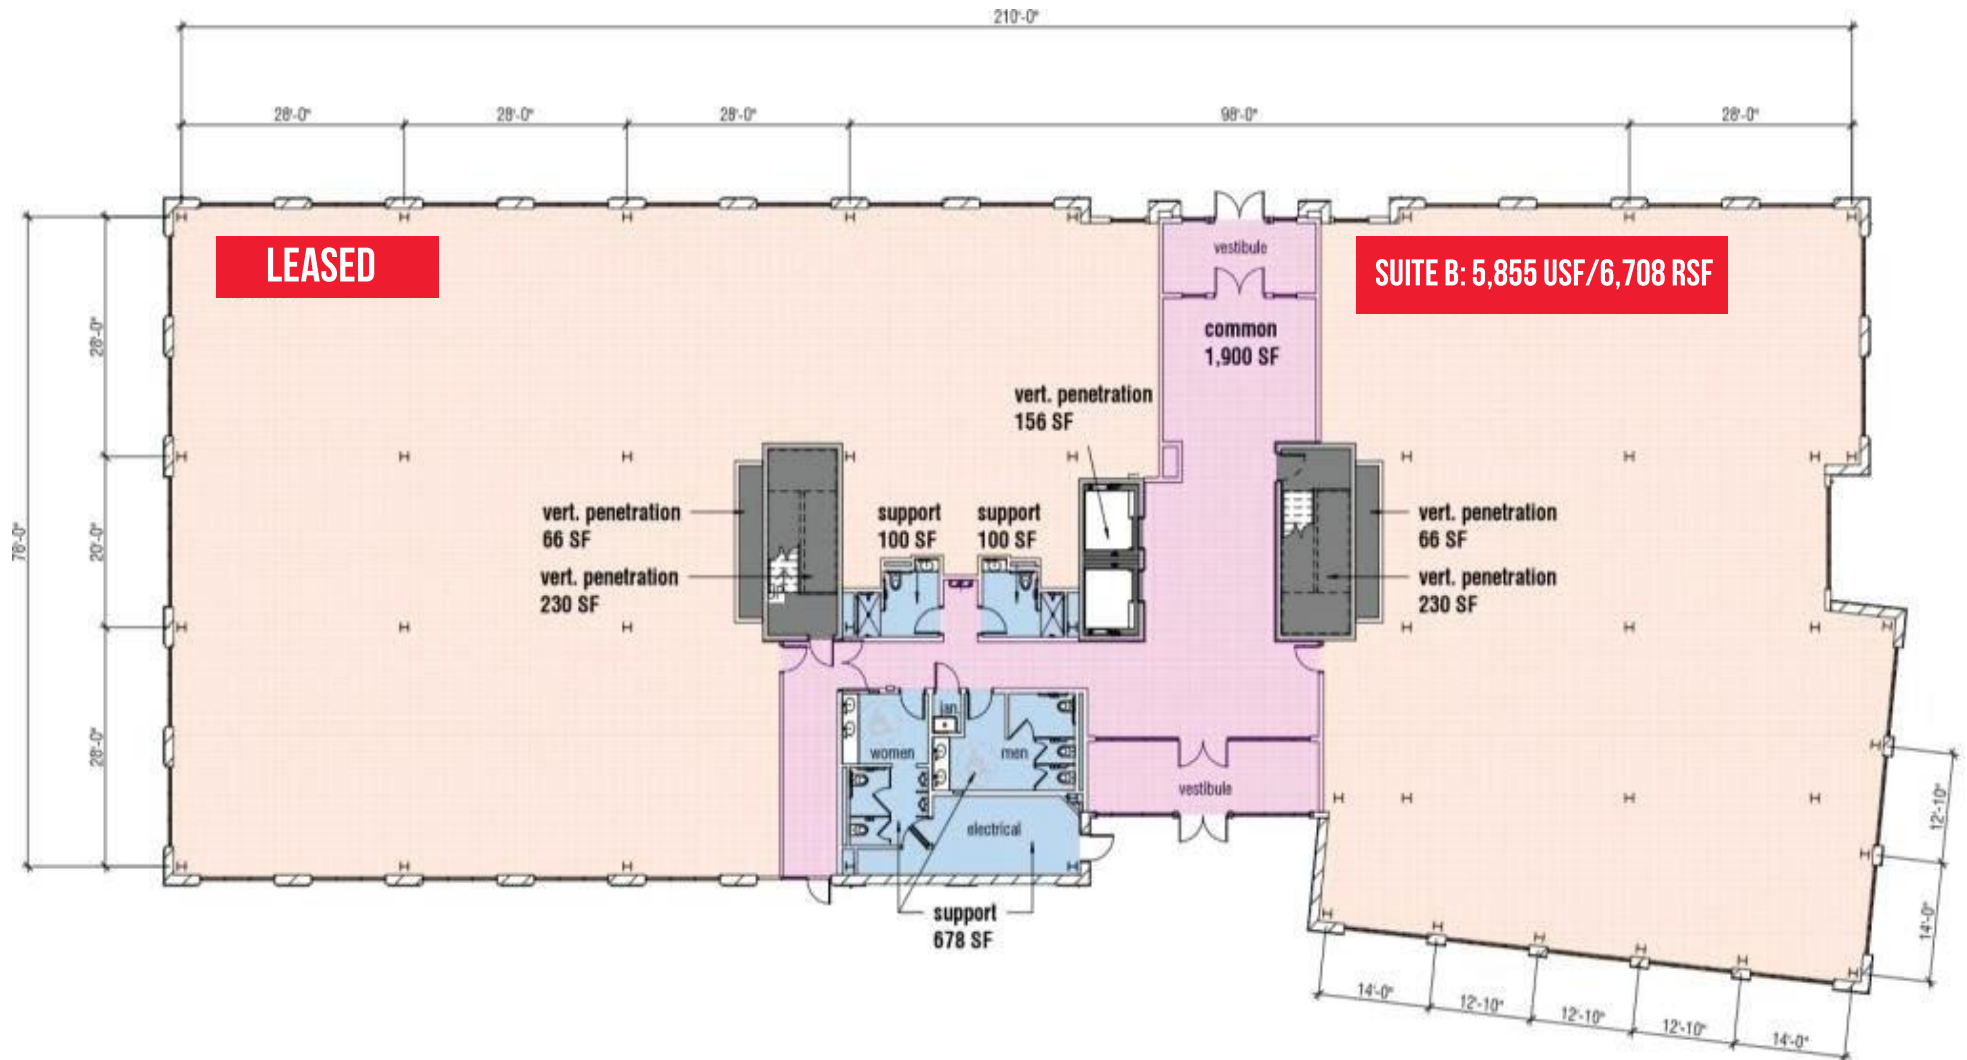 210'-0"
28'-0"
28'-0"
28'-0"
98'-0"
28'-0"
LEASED
vestibule
SUITE B: 5,855 USF/6,708 RSF
common
1,900 SF
28'-0"
vert. penetration
156 SF
78'-0"
20'-0"
vert. penetration
66 SF
support
100 SF
support
100 SF
vert. penetration
66 SF
vert. penetration
230 SF
vert. penetration
230 SF
28'-0"
jan.
women
men
vestibule
electrical
12'-10"
14'-0"
support
678 SF
14'-0"
12'-10"
12'-10"
12'-10"
14'-0"